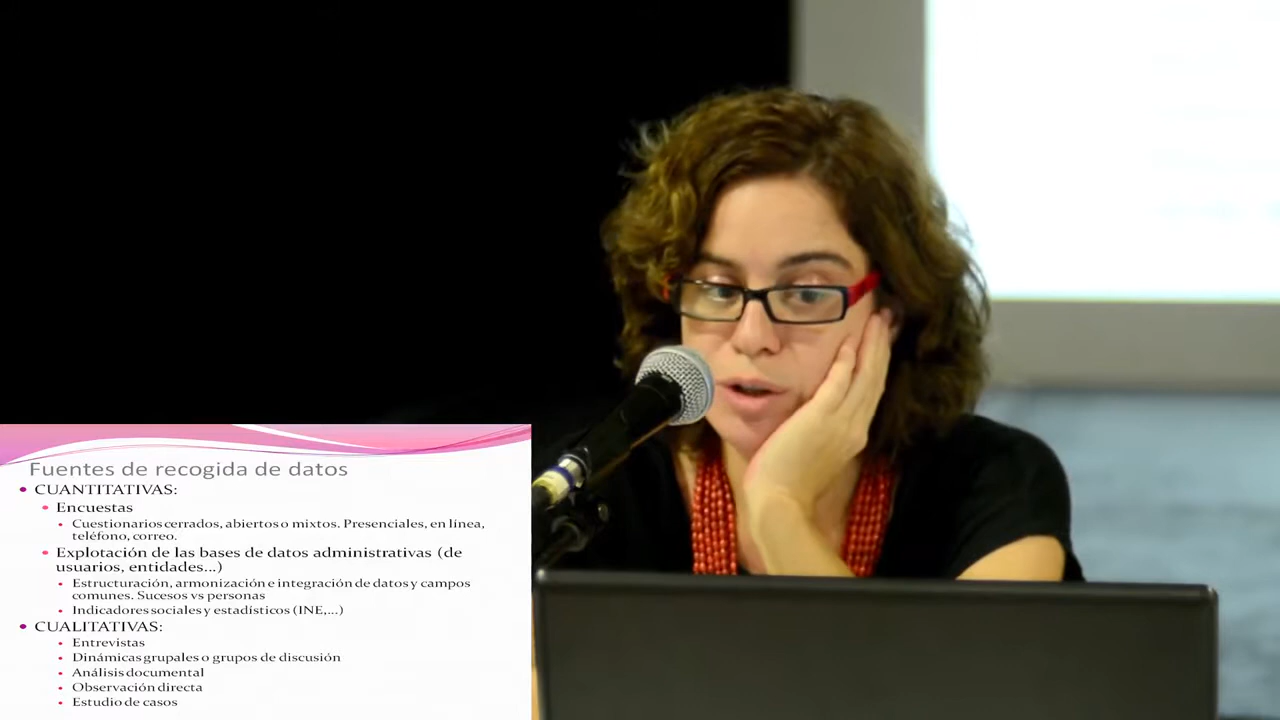 Fuentes de recogida de datos
CUANTITATIVAS:
Encuestas
Cuestionarios cerrados, abiertos o mixtos. Presenciales, en línea,
teléfono, correo.
Explotación de las bases de datos administrativas (de
usuarios, entidades...)
Estructuración, armonización e integración de datos y campos
comunes. Sucesos vs personas
Indicadores sociales y estadísticos (INE,...)
CUALITATIVAS:
Entrevistas
Dinámicas grupales o grupos de discusión
Análisis documental
Observación directa
Estudio de casos